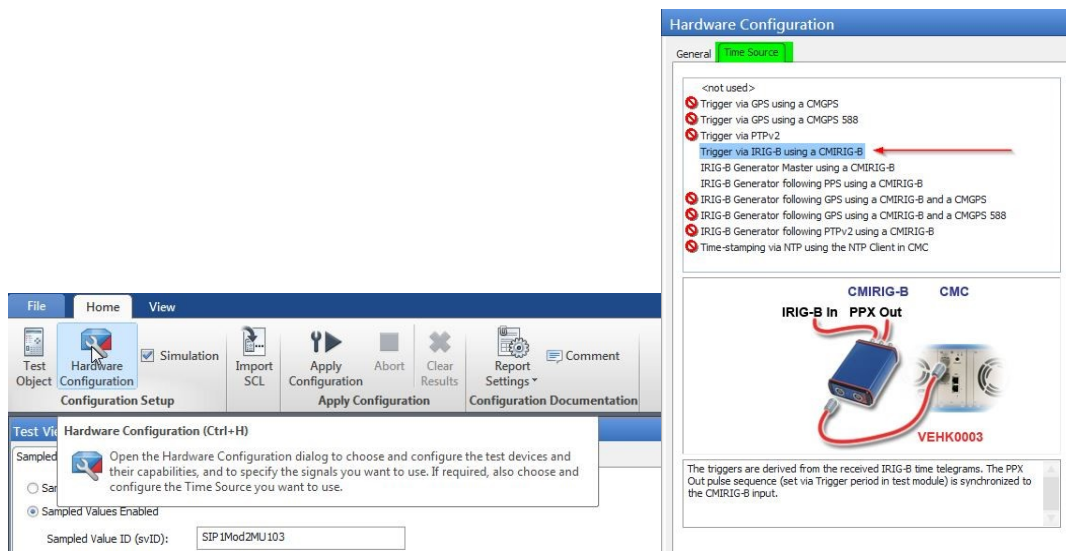 Hardware Configuration
General Time Source
<not used>
Trigger via GPS using a CMGPS
Trigger via GPS using a CMGPS 588
Trigger via PTPv2
Trigger via IRIG-B using a CMIRIG-B
IRIG-B Generator Master using a CMIRIG-B
IRIG-B Generator following PPS using a CMIRIG-B
IRIG-B Generator following GPS using a CMIRIG-B and a CMGPS
IRIG-B Generator following GPS using a CMIRIG-B and a CMGPS 588
IRIG-B Generator following PTPv2 using a CMIRIG-B
Time-stamping via NTP using the NTP Client in CMC
CMIRIG-B CMC
IRIG-B In PPX Out
VEHK0003
The triggers are derived from the received IRIG-B time telegrams. The PPX
Out pulse sequence (set via Trigger period in test module) is synchronized to
the CMIRIG-B input.
File Home View
Test
Object
Hardware
Configuration
Simulation
Configuration Setup
Import
SCL
Apply
Configuration
Abort
Clear
Results
Apply Configuration
Report
Settings
Comment
Configuration Documentation
Test Vi
Hardware Configuration (Ctrl+H)
Open the Hardware Configuration dialog to choose and configure the test devices and
their capabilities, and to specify the signals you want to use. If required, also choose and
configure the Time Source you want to use.
Sampled
Sar
Sampled Values Enabled
Sampled Value ID (svID): SIP1Mod2MU103